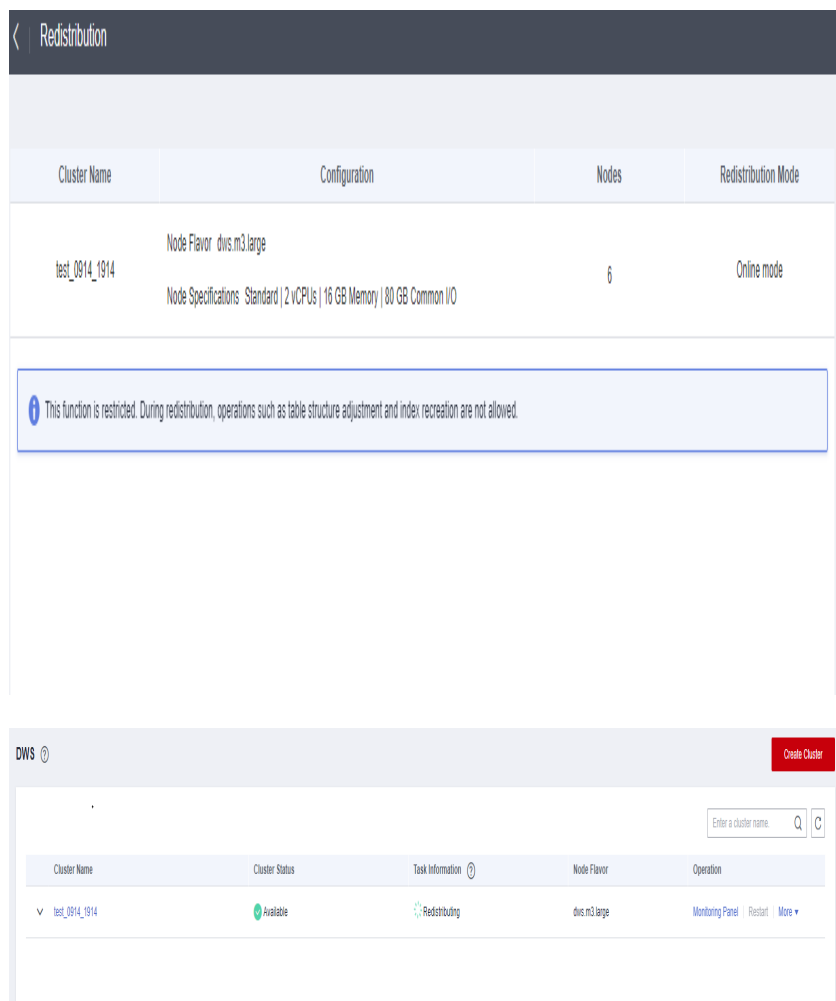 Redistribution
Cluster Name Configuration Nodes Redistribution Mode
Node Flavor dws.m3.large
test_0914_1914 6 Online mode
Node Specifications Standard | 2 vCPUs | 16 GB Memory | 80 GB Common I/O
This function is restricted. During redistribution, operations such as table structure adjustment and index recreation are not allowed.
DWS ?
Create Cluster
Enter a cluster name.
Cluster Name Cluster Status Task Information ? Node Flavor Operation
test_0914_1914 Available Redistributing dws.m3.large Monitoring Panel | Restart | More